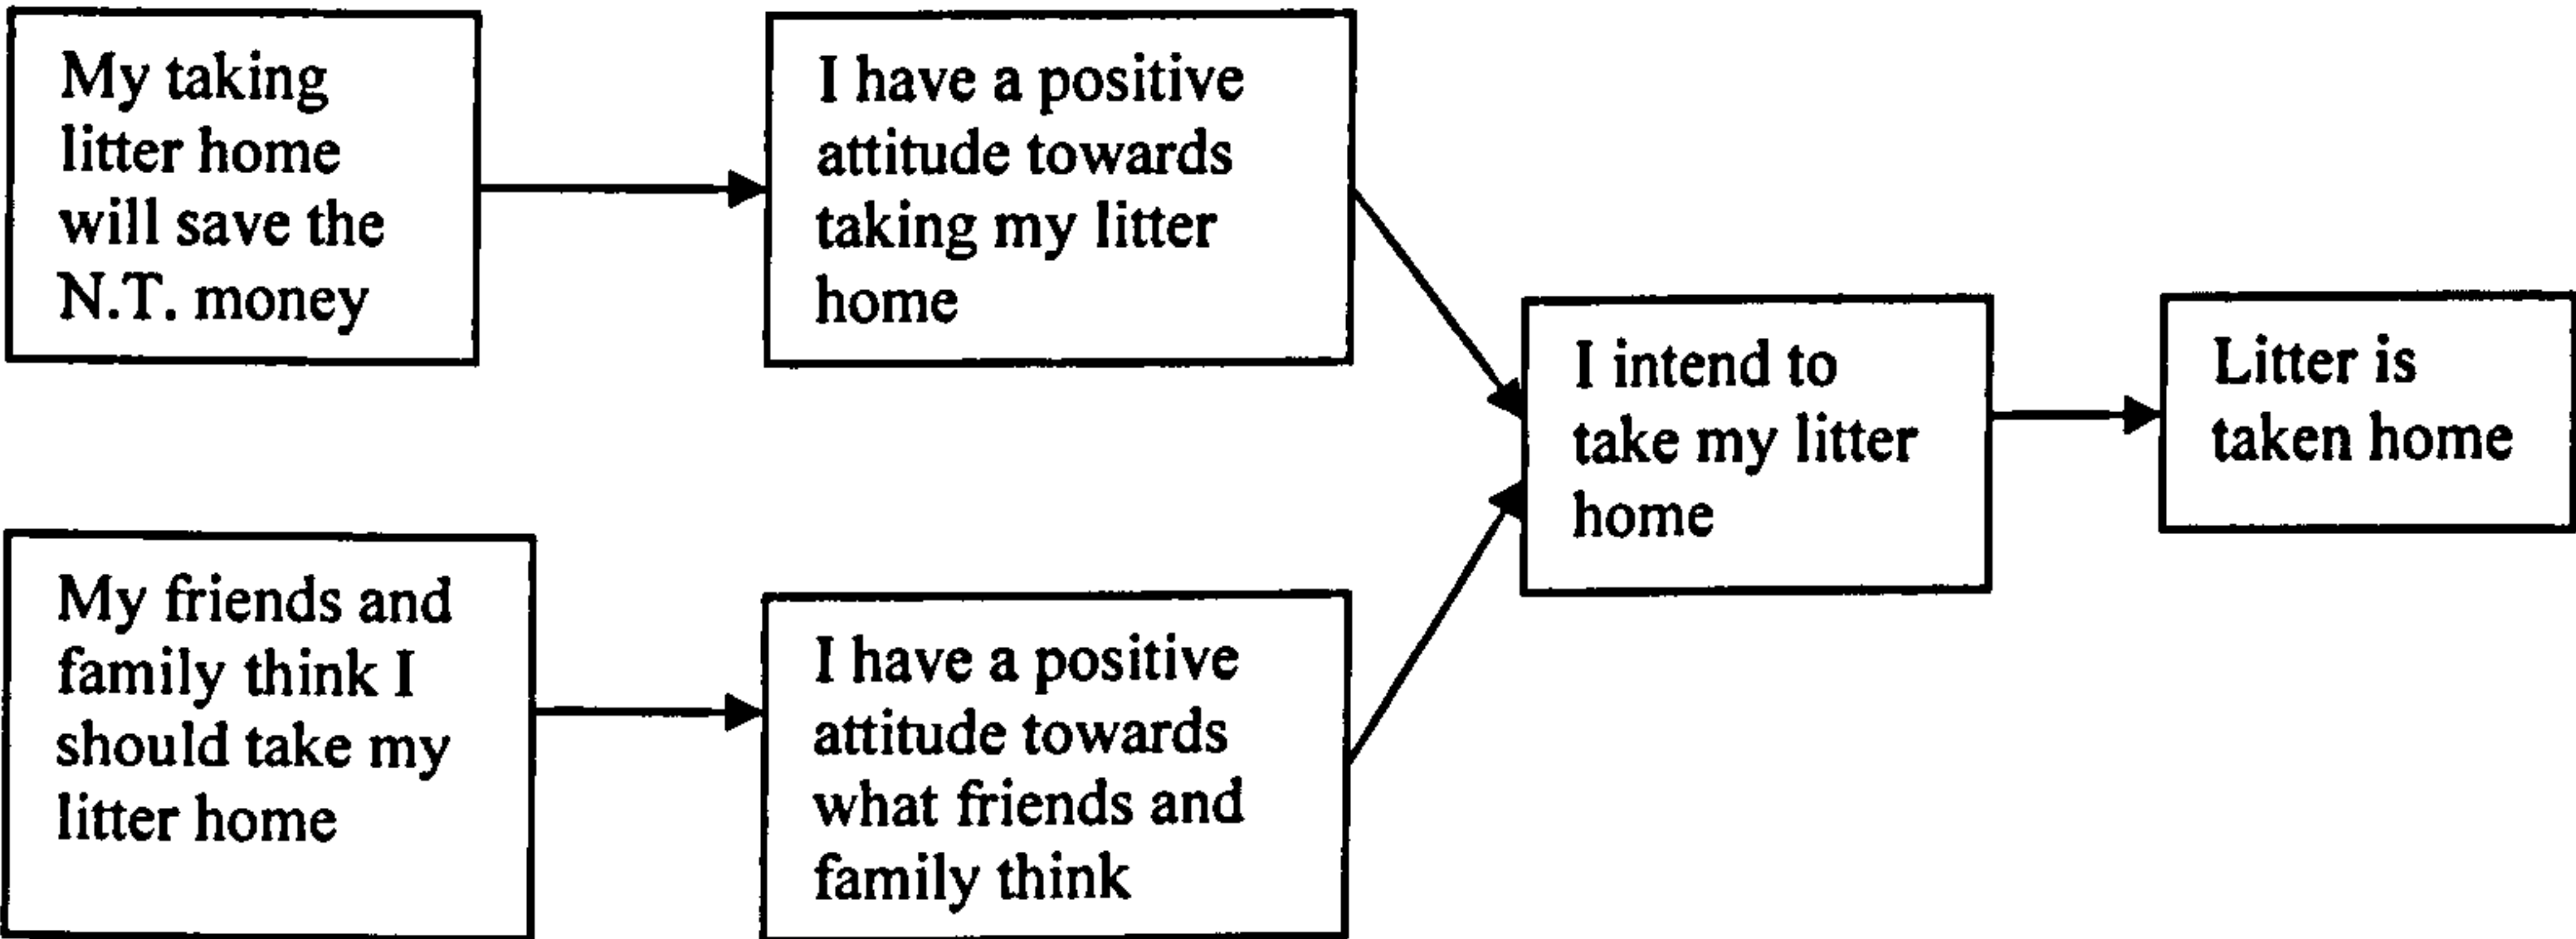 My taking
litter home
will save the
N.T. money
I have a positive
attitude towards
taking my litter
home
My friends and
family think I
should take my
litter home
I have a positive
attitude towards
what friends and
family think
I intend to
take my litter
home
Litter is
taken home